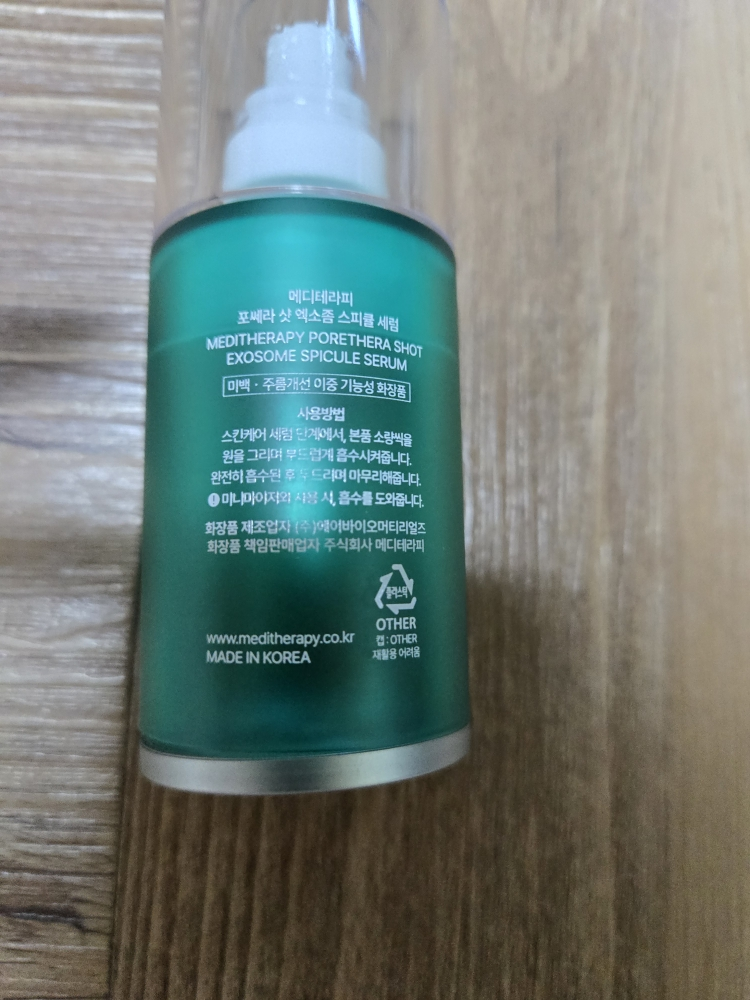 메디테라피
포쎄라 샷 엑소좀 스피큘 세럼
MEDITHERAPY PORETHERA SHOT
EXOSOME SPICULE SERUM
미백 · 주름개선 이중 기능성 화장품
사용방법
스킨케어 세럼 단계에서, 본품 소량씩을
원을 그리며 부드럽게 흡수시켜줍니다.
완전히 흡수된 후 두드리며 마무리해줍니다.
! 미니마이저와 사용 시, 흡수를 도와줍니다.
화장품 제조업자 (주)에이바이오머티리얼즈
화장품 책임판매업자 주식회사 메디테라피
플라스틱
OTHER
캡 : OTHER
재활용 어려움
www.meditherapy.co.kr
MADE IN KOREA